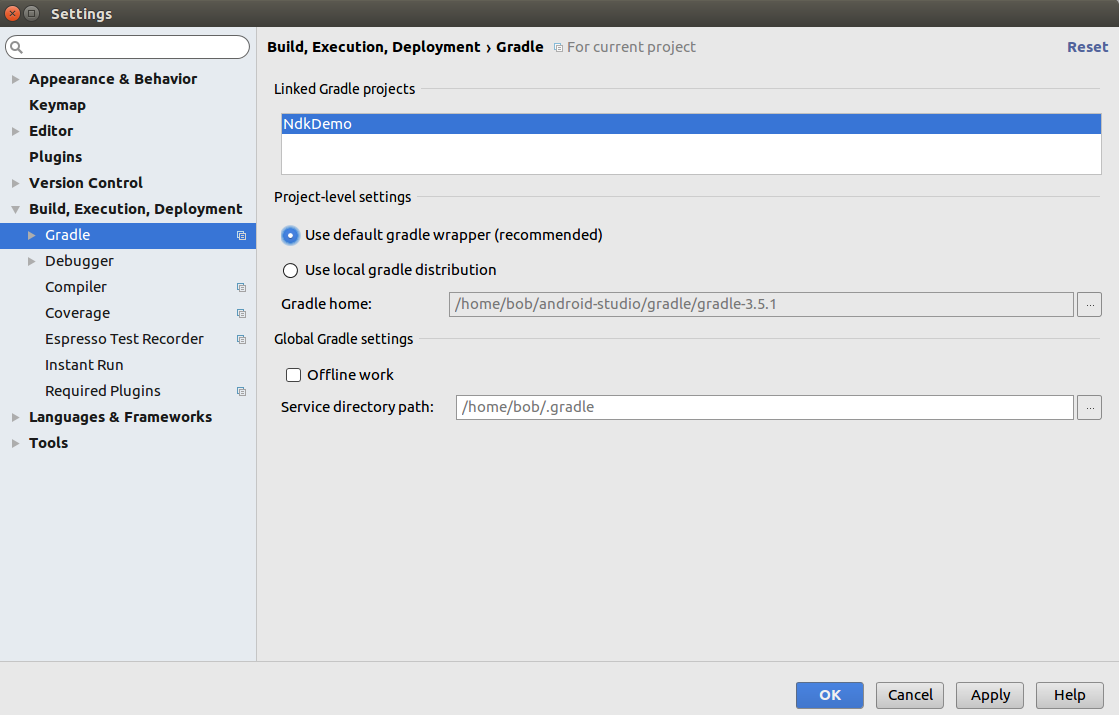 Settings
Build, Execution, Deployment › Gradle For current project Reset
Appearance & Behavior
Keymap
Editor
Plugins
Version Control
Build, Execution, Deployment
Gradle
Debugger
Compiler
Coverage
Espresso Test Recorder
Instant Run
Required Plugins
Languages & Frameworks
Tools
Linked Gradle projects
NdkDemo
Project-level settings
Use default gradle wrapper (recommended)
Use local gradle distribution
Gradle home: /home/bob/android-studio/gradle/gradle-3.5.1 ...
Global Gradle settings
Offline work
Service directory path: /home/bob/.gradle ...
OK Cancel Apply Help